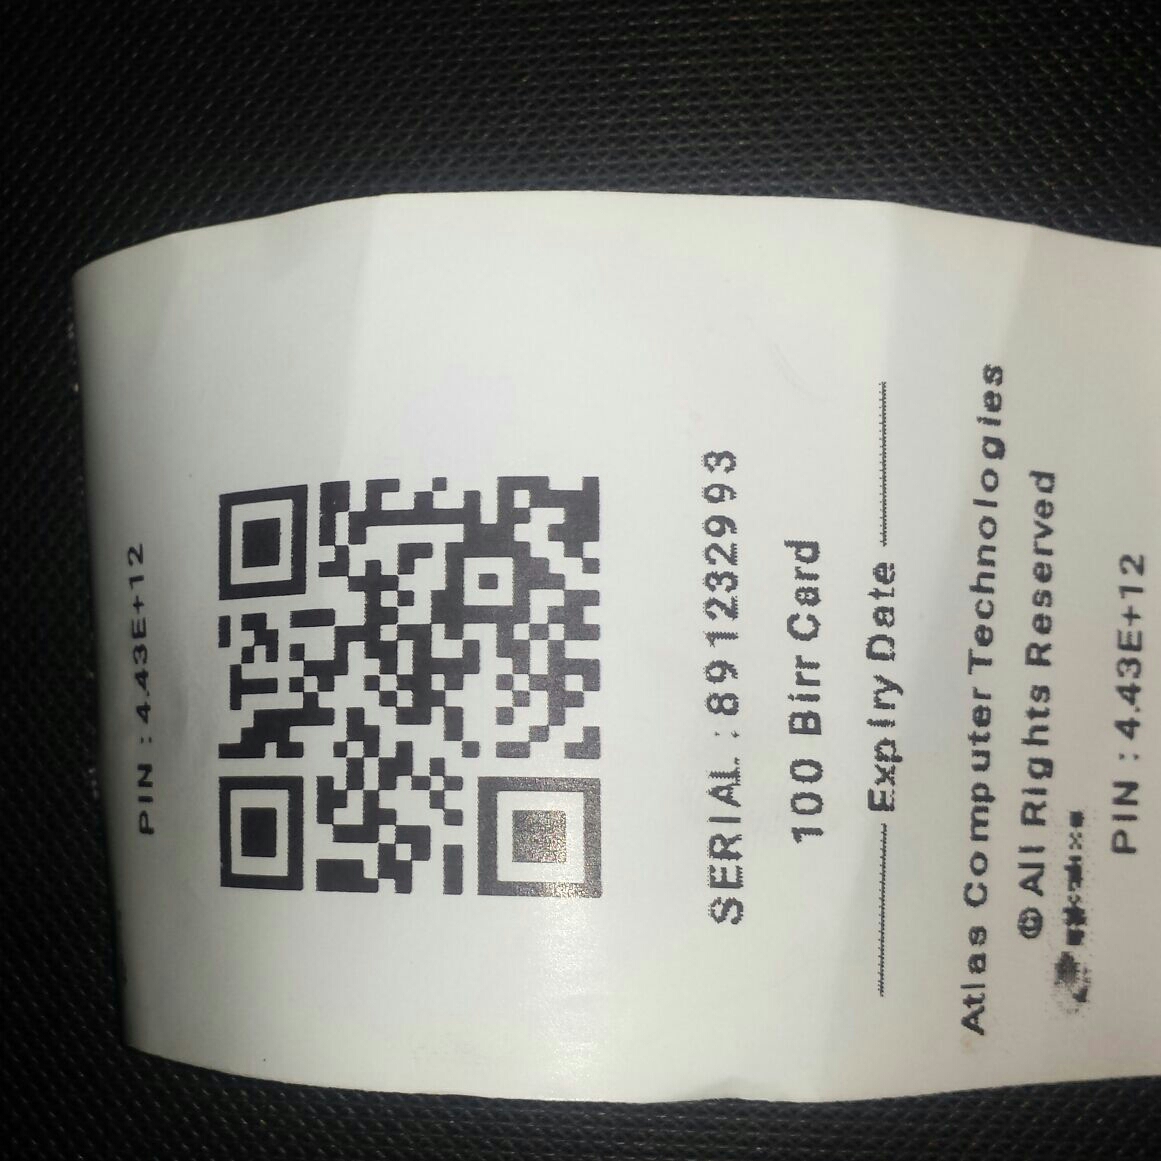 PIN : 4.43E+12
SERIAL : 891232993
100 Birr Card
Expiry Date
Atlas Computer Technologies
© All Rights Reserved
PIN : 4.43E+12